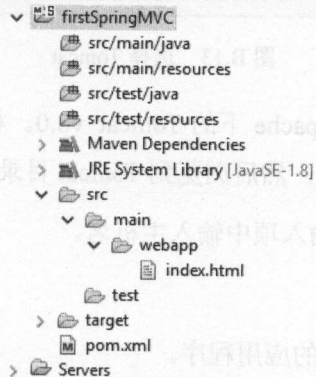 firstSpringMVC
src/main/java
src/main/resources
src/test/java
src/test/resources
Maven Dependencies
JRE System Library [JavaSE-1.8]
src
main
webapp
index.html
test
target
pom.xml
Servers